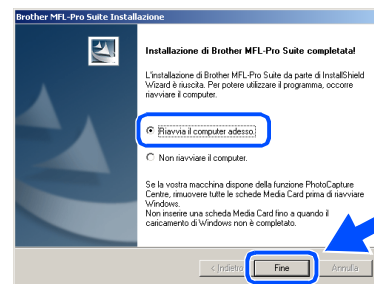 Brother MFL-Pro Suite Installazione
Installazione di Brother MFL-Pro Suite completata!
L'installazione di Brother MFL-Pro Suite da parte di InstallShield
Wizard è riuscita. Per potere utilizzare il programma, occorre
riavviare il computer.
Riavvia il computer adesso.
Non riavviare il computer.
Se la vostra macchina dispone della funzione PhotoCapture
Centre, rimuovere tutte le schede Media Card prima di riavviare
Windows.
Non inserire una scheda Media Card fino a quando il
caricamento di Windows non è completato.
< Indietro Fine Annulla